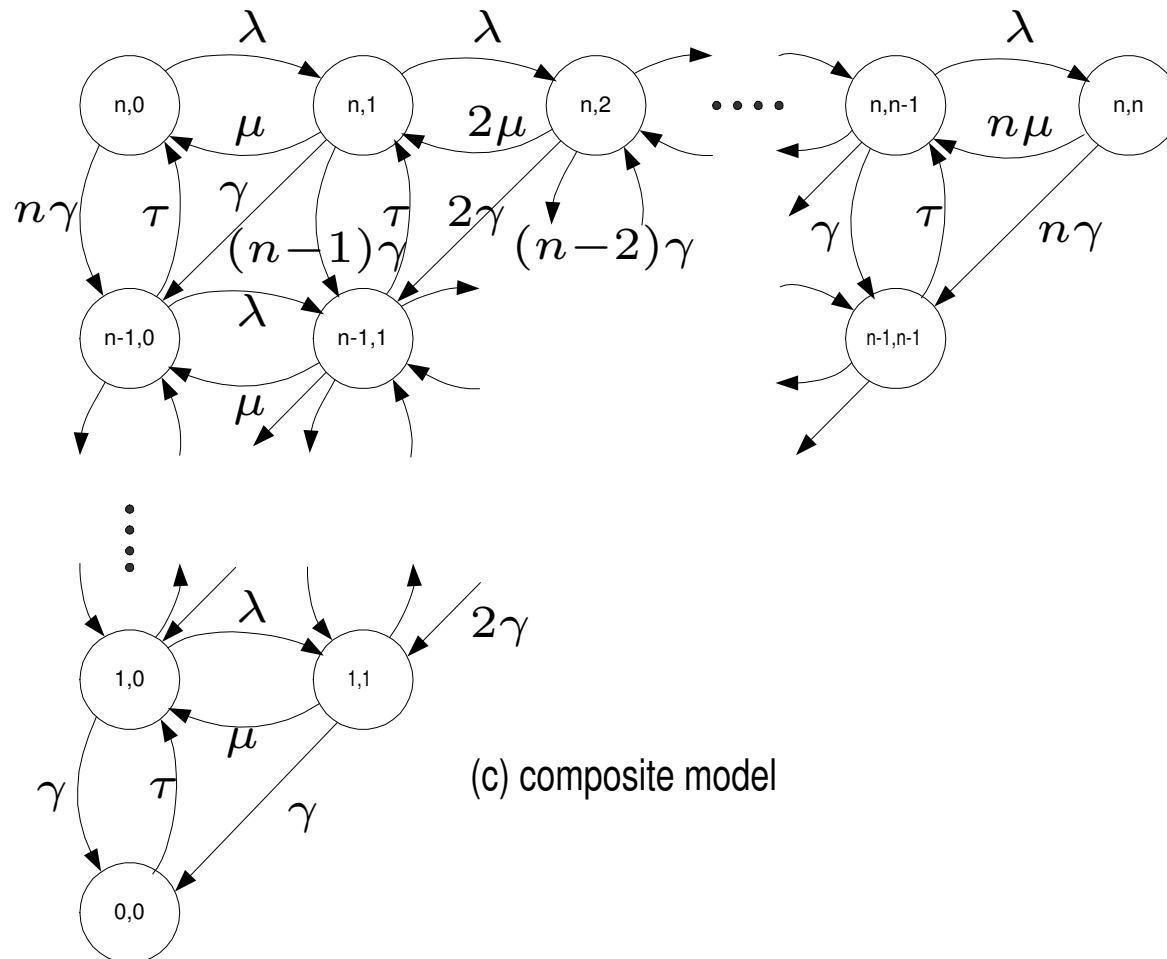 λ λ λ
n,0 n,1 n,2 n,n-1 n,n
μ 2μ nμ
nγ τ γ (n−1)γ τ 2γ (n−2)γ γ τ nγ
n-1,0 λ n-1,1 n-1,n-1
μ
λ 2γ
1,0 1,1
μ
(c) composite model
γ τ γ
0,0